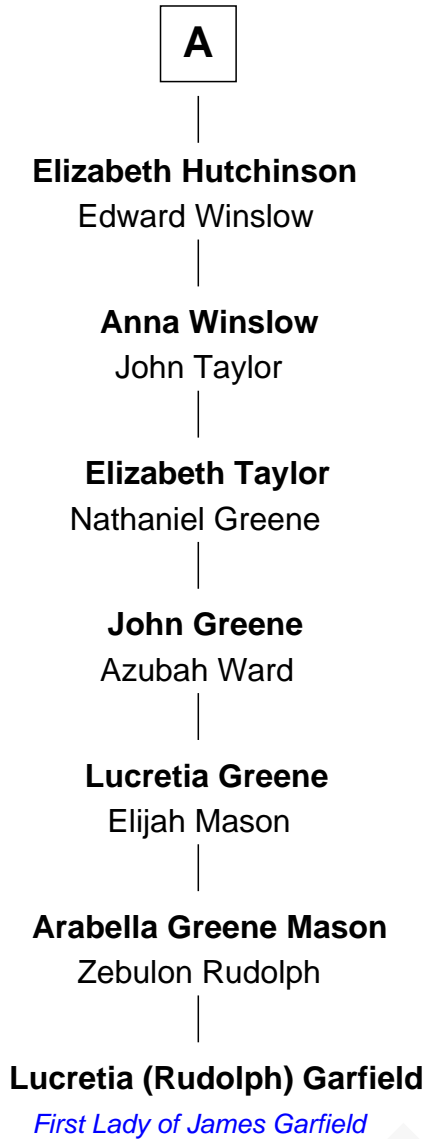 A
Elizabeth Hutchinson
Edward Winslow
Anna Winslow
John Taylor
Elizabeth Taylor
Nathaniel Greene
John Greene
Azubah Ward
Lucretia Greene
Elijah Mason
Arabella Greene Mason
Zebulon Rudolph
Lucretia (Rudolph) Garfield
First Lady of James Garfield